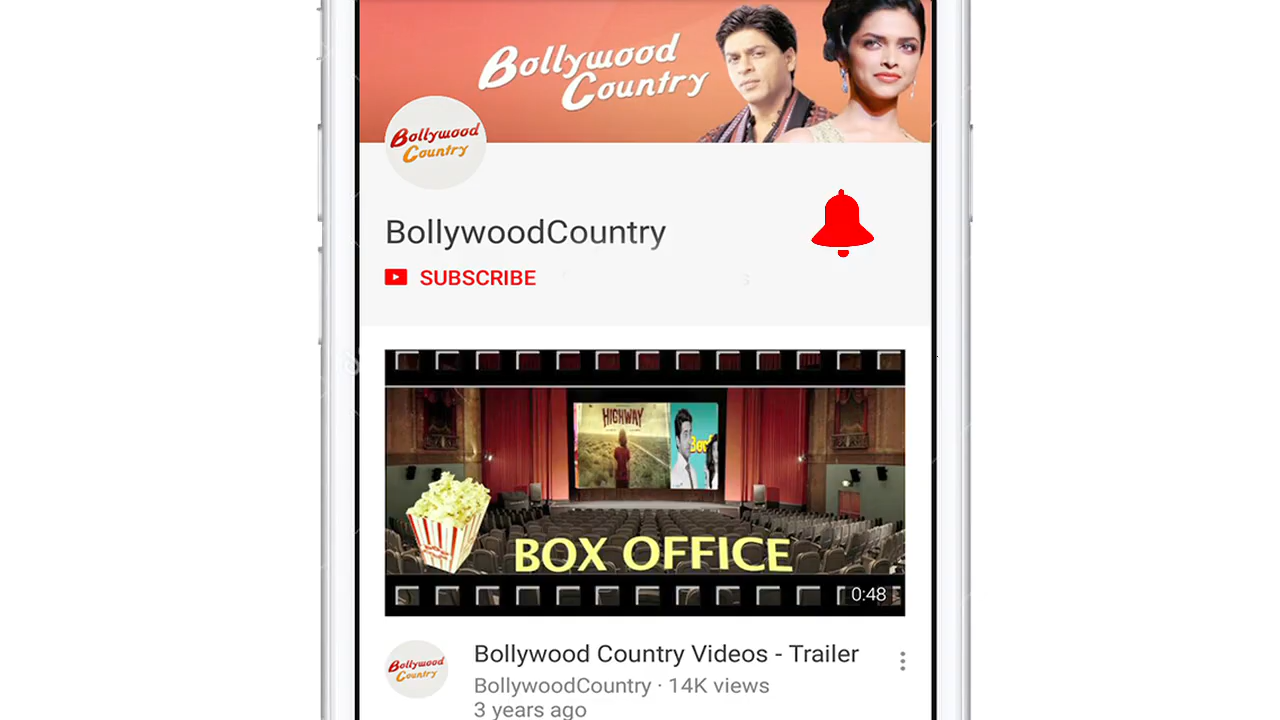 Bollywood
Country
Bollywood
Country
BollywoodCountry
SUBSCRIBE
HIGHWAY
BOX OFFICE
0:48
Bollywood Country Videos - Trailer
Bollywood
Country
BollywoodCountry · 14K views
3 years ago